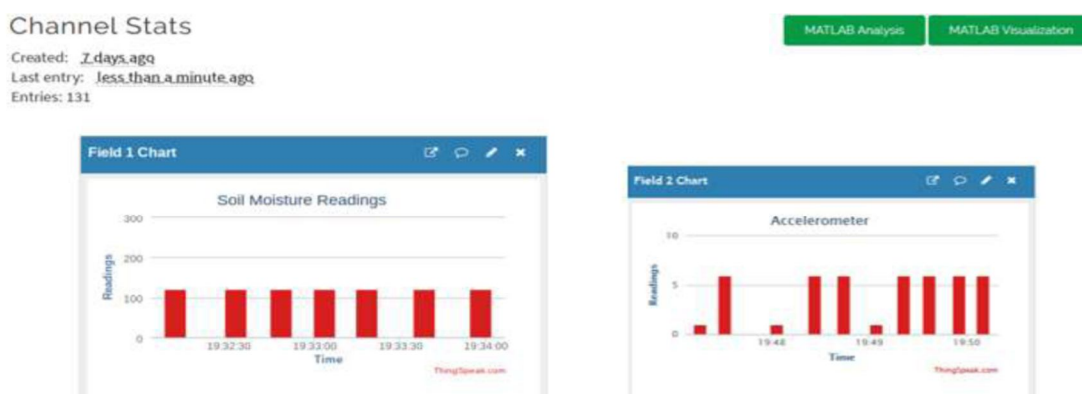 Channel Stats
MATLAB Analysis
MATLAB Visualization
Created: 7 days ago
Last entry: less than a minute ago
Entries: 131
Field 1 Chart
Soil Moisture Readings
300
200
100
0
Readings
19:32:30 19:33:00 19:33:30 19:34:00
Time
ThingSpeak.com
Field 2 Chart
Accelerometer
10
5
0
Readings
19:48 19:49 19:50
Time
ThingSpeak.com